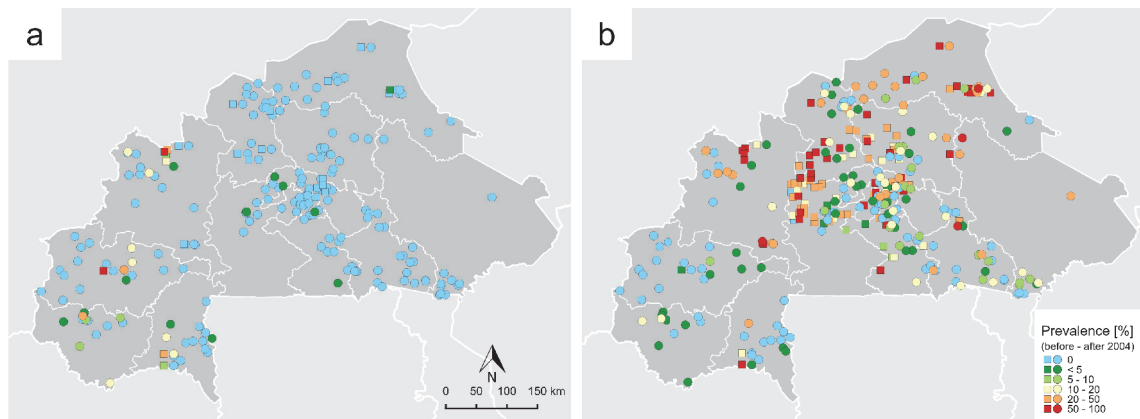 a
b
N
0 50 100 150 km
Prevalence [%]
(before - after 2004)
0
< 5
5 - 10
10 - 20
20 - 50
50 - 100